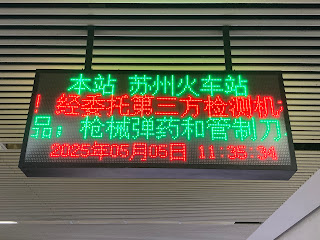 本站 苏州火车站
！经委托第三方检测机
品：枪械弹药和管制刀
2025年05月05日 11:35:34